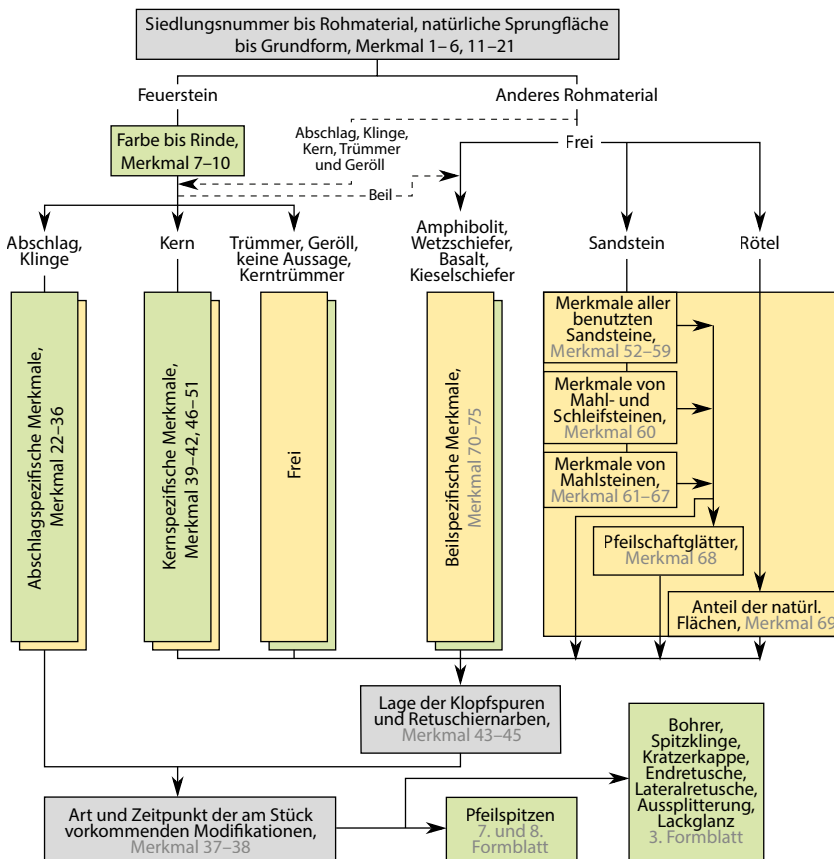 Siedlungsnummer bis Rohmaterial, natürliche Sprungfläche
bis Grundform, Merkmal 1–6, 11–21
Feuerstein
Anderes Rohmaterial
Farbe bis Rinde,
Merkmal 7–10
Abschlag, Klinge,
Kern, Trümmer
und Geröll
Frei
Beil
Abschlag,
Klinge
Kern
Trümmer, Geröll,
keine Aussage,
Kerntrümmer
Amphibolit,
Wetzschiefer,
Basalt,
Kieselschiefer
Sandstein
Rötel
Abschlagspezifische Merkmale,
Merkmal 22–36
Kernspezifische Merkmale,
Merkmal 39–42, 46–51
Frei
Beilspezifische Merkmale,
Merkmal 70–75
Merkmale aller
benutzten
Sandsteine,
Merkmal 52–59
Merkmale von
Mahl- und
Schleifsteinen,
Merkmal 60
Merkmale von
Mahlsteinen,
Merkmal 61–67
Pfeilschaftglätter,
Merkmal 68
Anteil der natürl.
Flächen, Merkmal 69
Lage der Klopfspuren
und Retuschiernarben,
Merkmal 43–45
Art und Zeitpunkt der am Stück
vorkommenden Modifikationen,
Merkmal 37–38
Pfeilspitzen
7. und 8.
Formblatt
Bohrer,
Spitzklinge,
Kratzerkappe,
Endretusche,
Lateralretusche,
Aussplitterung,
Lackglanz
3. Formblatt